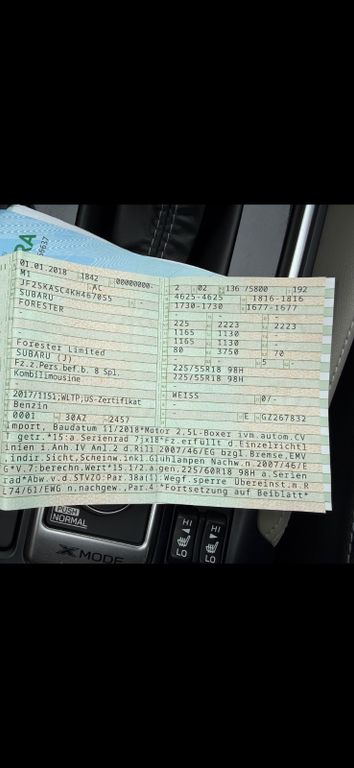 RA
01.01.2018 1842 00000000-
M1 AC
JF2SKASC4KH467055
SUBARU -
FORESTER
-
-
-
Forester Limited
SUBARU (J)
Fz.z.Pers.bef.b. 8 Spl.
Kombilimousine -
-
2017/1151;WLTP;US-Zertifikat
Benzin
0001 30AZ 2457
2 02 136 /5800 192
4625-4625 1816-1816
1730-1730 1677-1677
- - -
225 2223 2223
1165 1130 -
1165 1130 -
80 3750 70
- - 5 -
225/55R18 98H
225/55R18 98H
-
-
WEISS 0/-
-
- E GZ267832
mport, Baudatum 11/2018*Motor 2.5L-Boxer ivm.autom.CV
T getr.*15:a.Serienrad 7jx18*Fz.erfüllt d.Einzelricht]
inien i.Anh.IV Anl.2 d.Rili 2007/46/EG bzgl.Bremse,EMV
,indir.Sicht,Scheinw.inkl.Glühlampen Nachw.n.2007/46/E
G*V.7:berechn.Wert*15.1/2.a.gen.225/60R18 98H a.Serien
rad*Abw.v.d.STVZO:Par.38a(1):Wegf.sperre Übereinst.m.R
L74/61/EWG n.nachgew.,Par.4 *Fortsetzung auf Beiblatt*
PUSH
NORMAL
X MODE
HI
LO
HI
LO